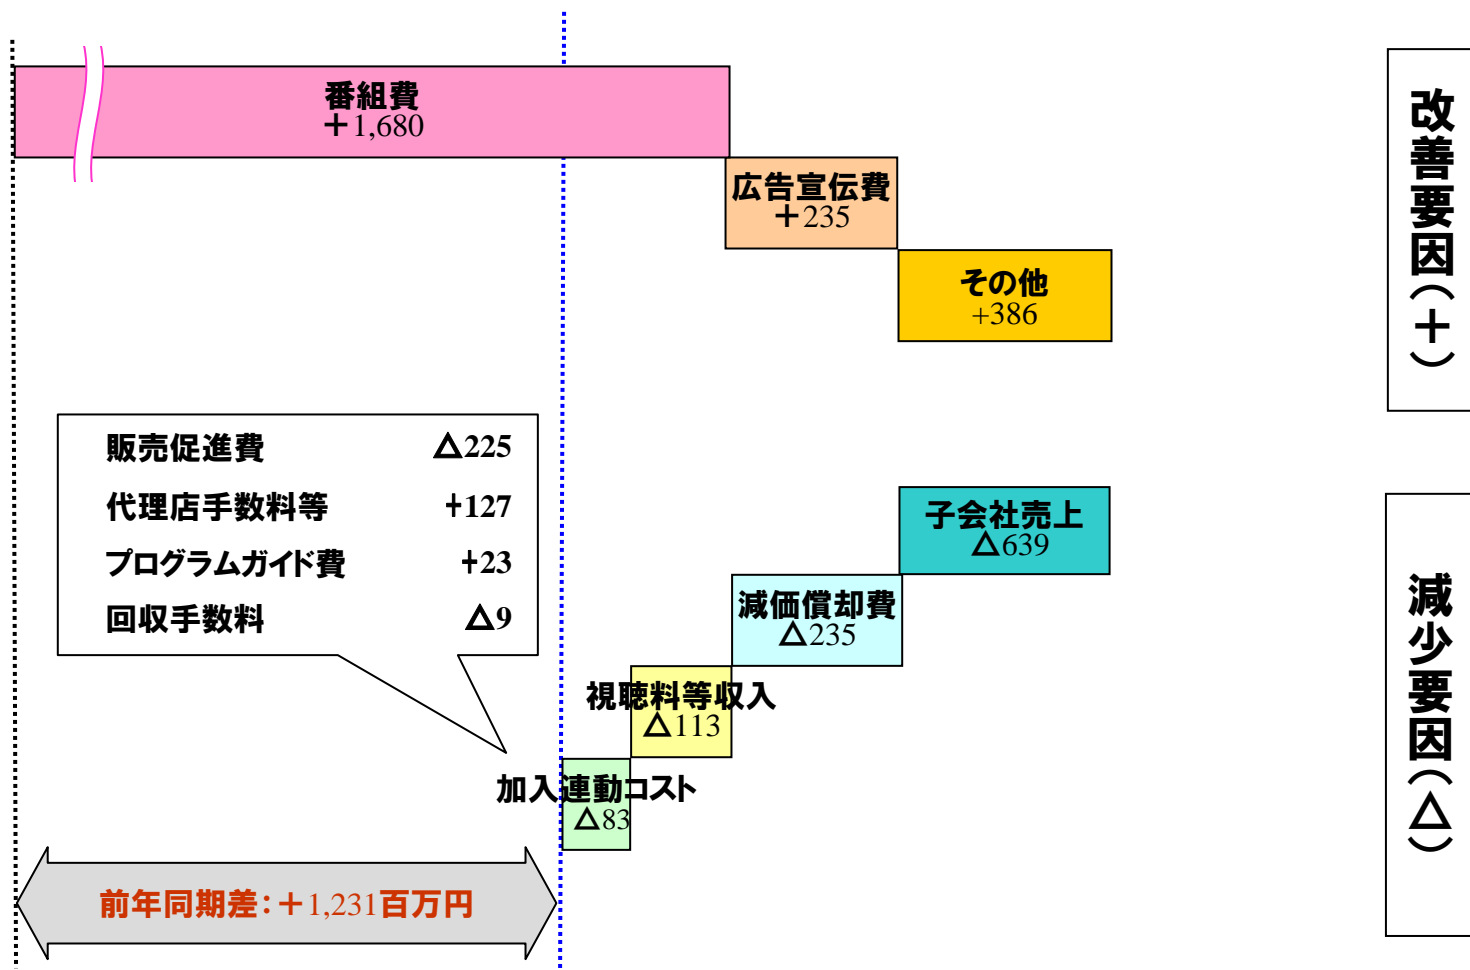 番組費
＋1,680
広告宣伝費
＋235
その他
+386
改善要因（＋）
販売促進費 △225
代理店手数料等 +127
プログラムガイド費 +23
回収手数料 △9
子会社売上
△639
減価償却費
△235
視聴料等収入
△113
加入連動コスト
△83
減少要因（△）
前年同期差：＋1,231百万円